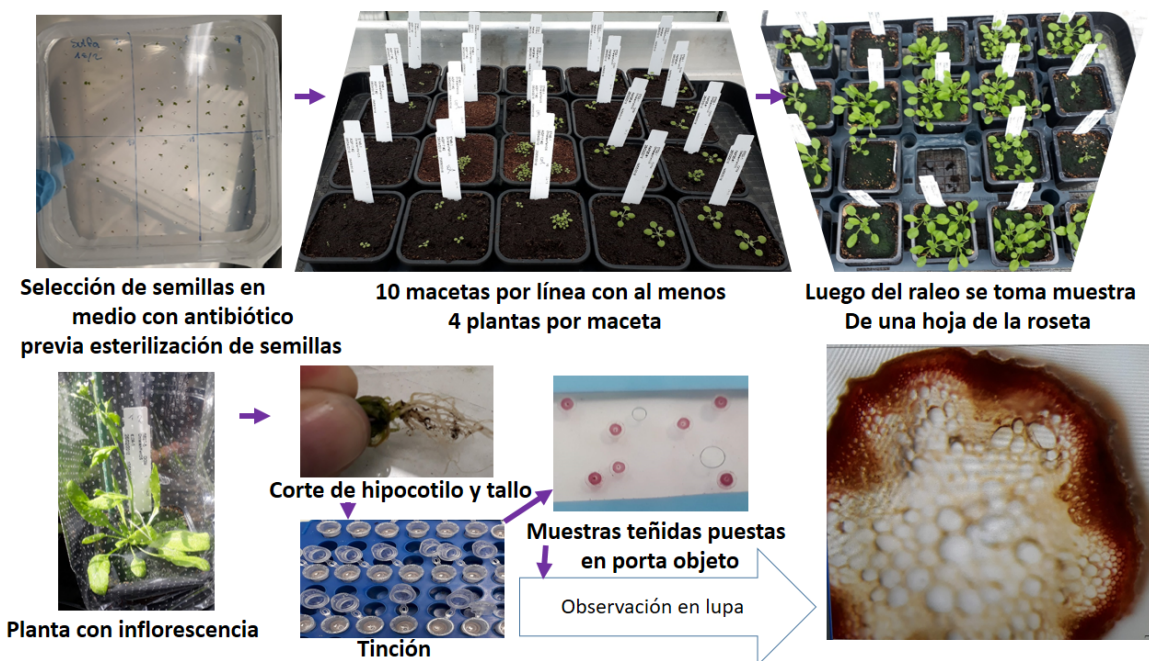 Selección de semillas en
medio con antibiótico
previa esterilización de semillas
10 macetas por línea con al menos
4 plantas por maceta
Luego del raleo se toma muestra
De una hoja de la roseta
Planta con inflorescencia
Corte de hipocotilo y tallo
Tinción
Muestras teñidas puestas
en porta objeto
Observación en lupa